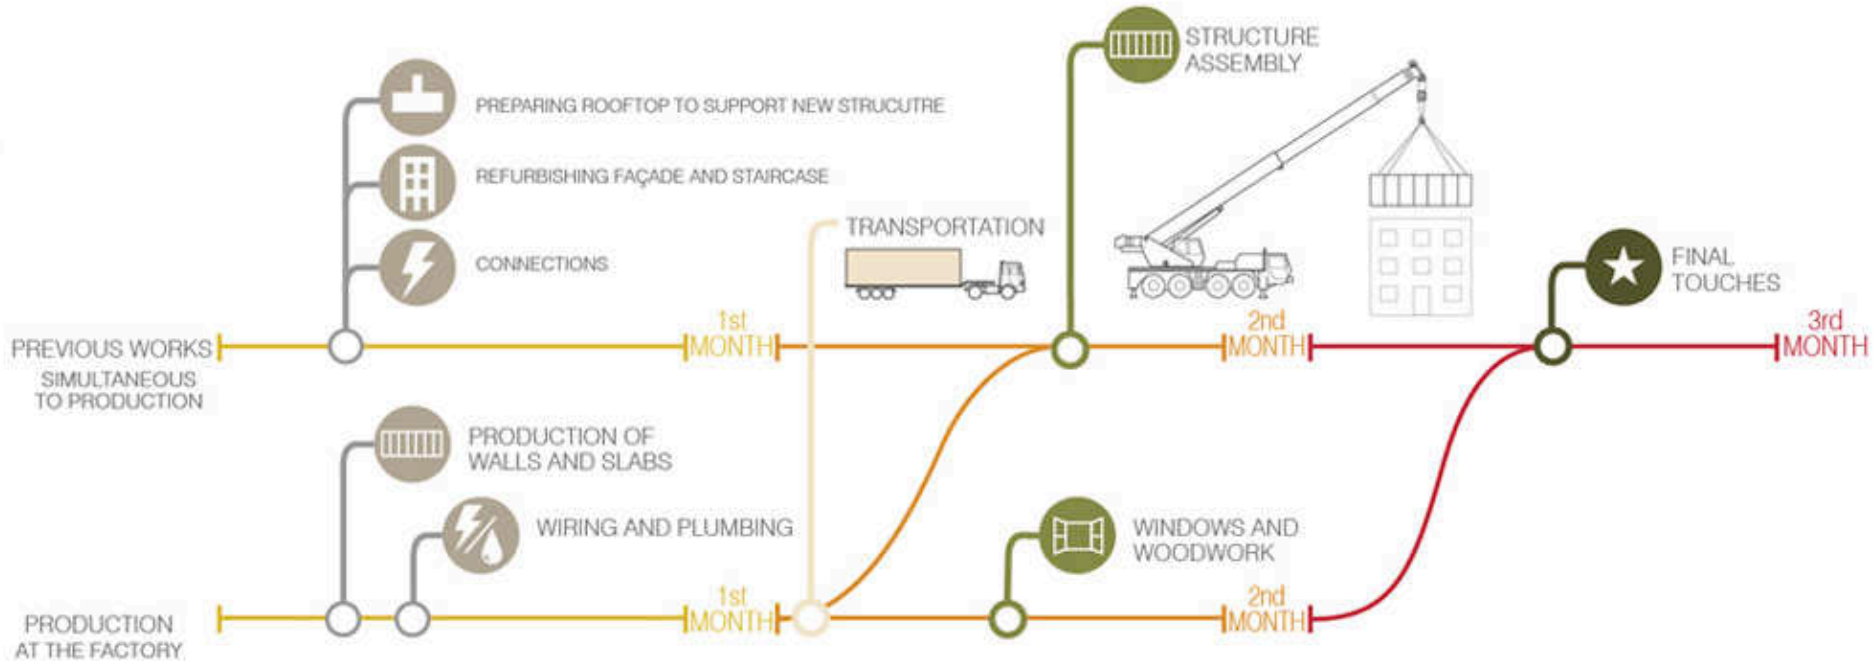 STRUCTURE
ASSEMBLY
PREPARING ROOFTOP TO SUPPORT NEW STRUCUTRE
REFURBISHING FAÇADE AND STAIRCASE
TRANSPORTATION
CONNECTIONS
FINAL
TOUCHES
PREVIOUS WORKS
SIMULTANEOUS
TO PRODUCTION
1st
MONTH
2nd
MONTH
3rd
MONTH
PRODUCTION OF
WALLS AND SLABS
WIRING AND PLUMBING
WINDOWS AND
WOODWORK
PRODUCTION
AT THE FACTORY
1st
MONTH
2nd
MONTH